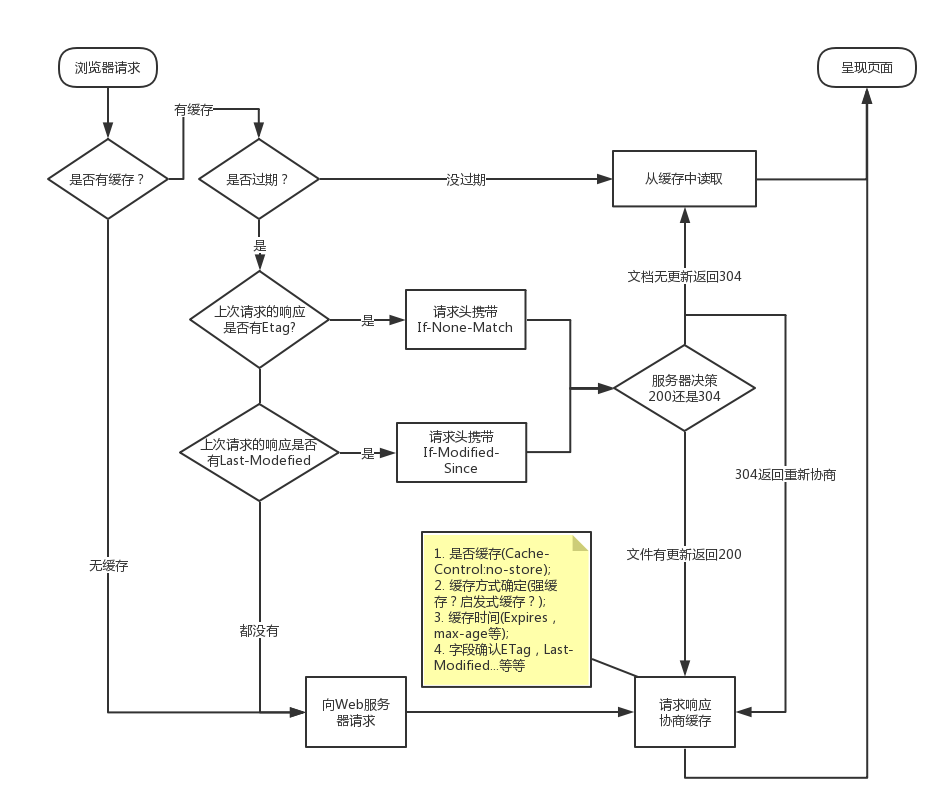 浏览器请求
呈现页面
有缓存
是否有缓存？
是否过期？
没过期
从缓存中读取
是
文档无更新返回304
上次请求的响应
是否有Etag?
是
请求头携带
If-None-Match
服务器决策
200还是304
上次请求的响应是否
有Last-Modefied
是
请求头携带
If-Modified-
Since
304返回重新协商
文件有更新返回200
无缓存
1. 是否缓存(Cache-
Control:no-store);
2. 缓存方式确定(强缓
存？启发式缓存？);
3. 缓存时间(Expires，
max-age等);
4. 字段确认ETag，Last-
Modified...等等
都没有
向Web服务
器请求
请求响应
协商缓存